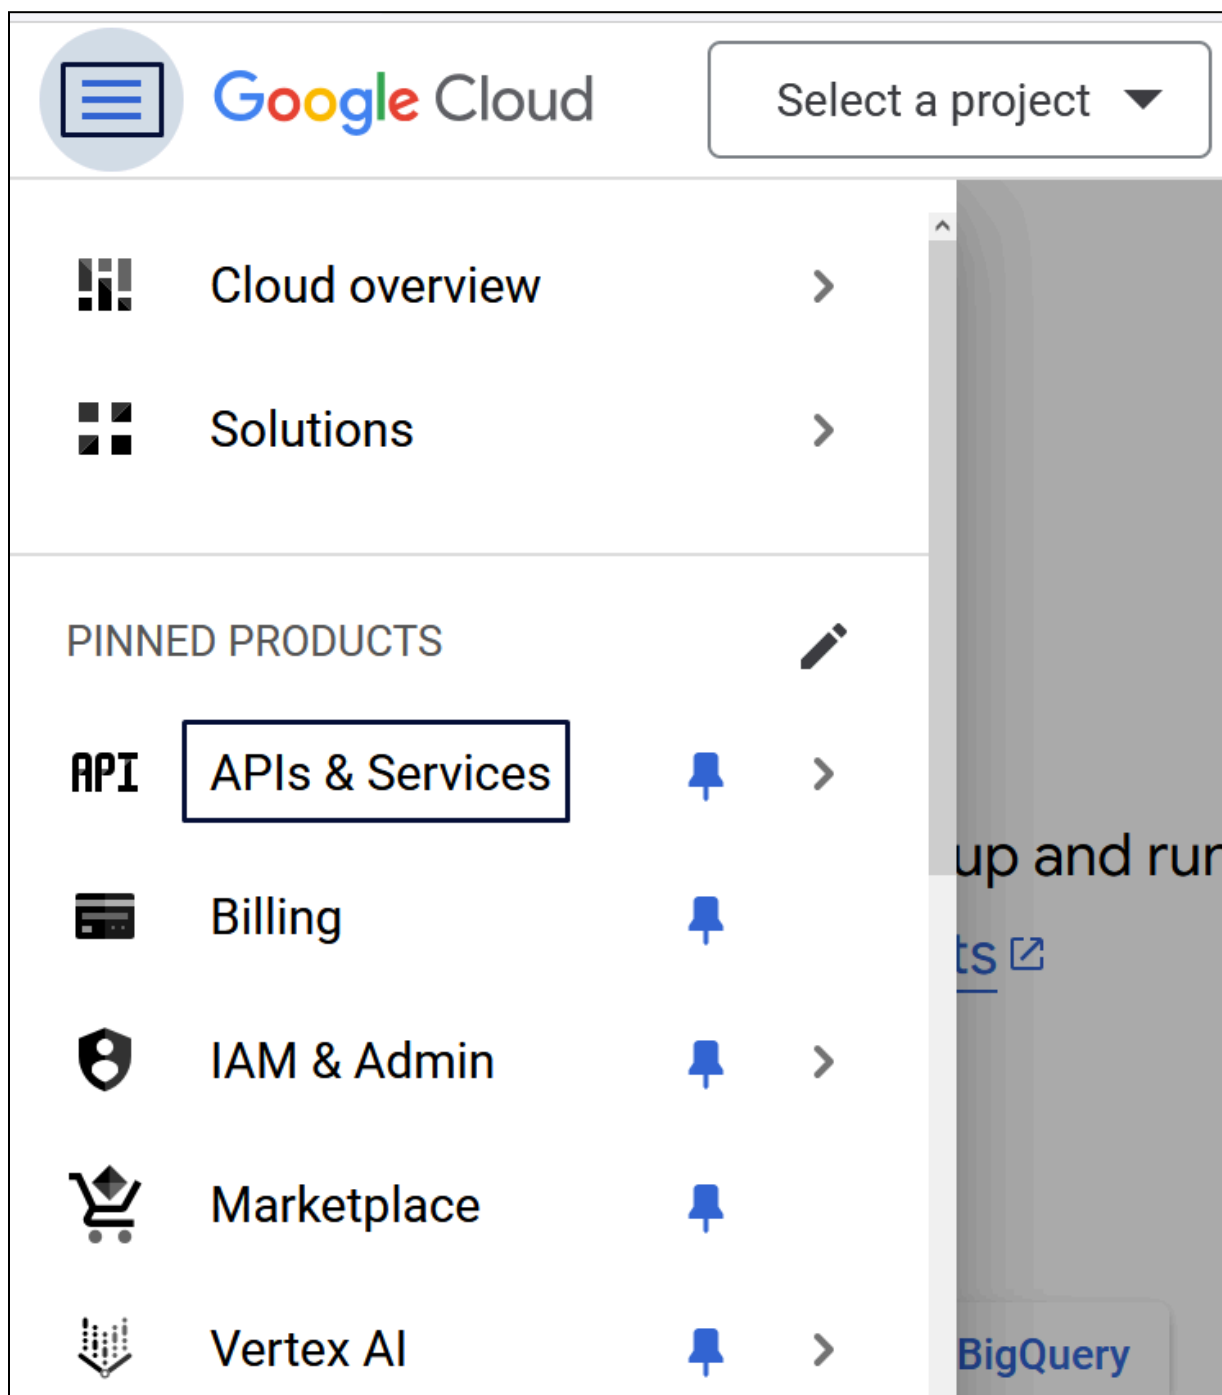 Google Cloud
Select a project
Cloud overview
Solutions
PINNED PRODUCTS
API
APIs & Services
up and run
Billing
ts
IAM & Admin
Marketplace
Vertex AI
BigQuery